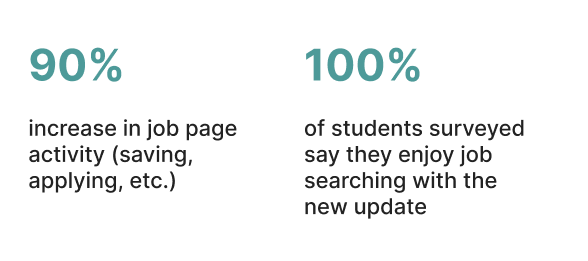 90%
increase in job page
activity (saving,
applying, etc.)
100%
of students surveyed
say they enjoy job
searching with the
new update